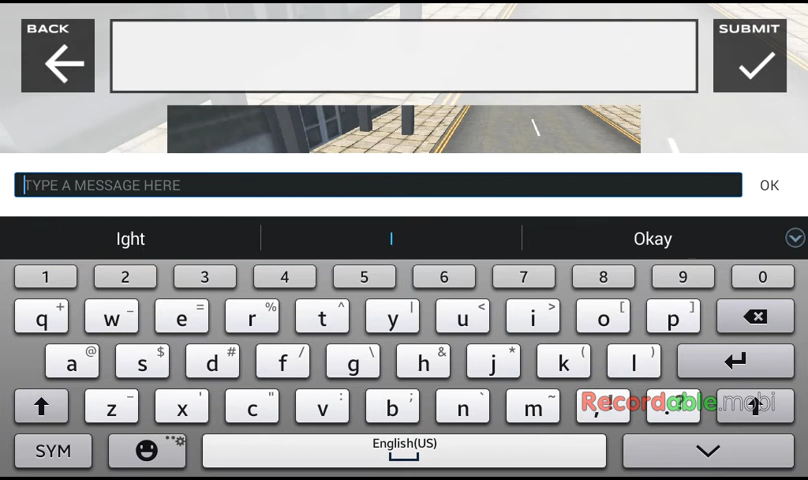 BACK
SUBMIT
TYPE A MESSAGE HERE
OK
Ight
I
Okay
1 2 3 4 5 6 7 8 9 0
q + w - e = r % t ^ y | u < i > o [ p ]
a @ s $ d # f / g \ h & j * k ( l )
z - x ' c " v : b ; n ` m ~ , ! . ?
Recordable.mobi
SYM
English(US)